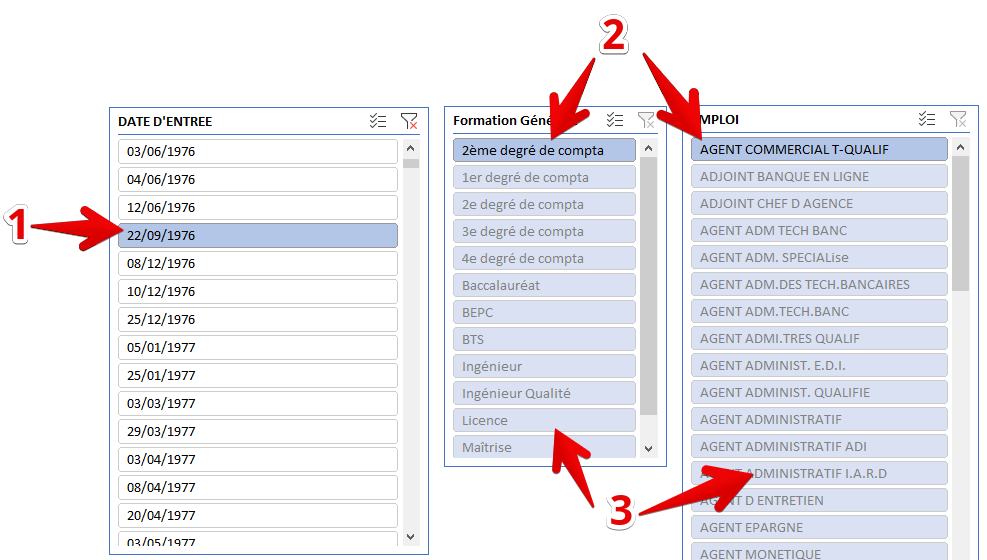 2
DATE D'ENTREE
03/06/1976
04/06/1976
12/06/1976
1
22/09/1976
08/12/1976
10/12/1976
25/12/1976
05/01/1977
25/01/1977
03/03/1977
29/03/1977
03/04/1977
08/04/1977
20/04/1977
03/05/1977
Formation
2ème degré de compta
1er degré de compta
2e degré de compta
3e degré de compta
4e degré de compta
Baccalauréat
BEPC
BTS
Ingénieur
Ingénieur Qualité
Licence
Maîtrise
3
MPLOI
AGENT COMMERCIAL T-QUALIF
ADJOINT BANQUE EN LIGNE
ADJOINT CHEF D AGENCE
AGENT ADM TECH BANC
AGENT ADM. SPECIALise
AGENT ADM.DES TECH.BANCAIRES
AGENT ADM.TECH.BANC
AGENT ADMI.TRES QUALIF
AGENT ADMINIST. E.D.I.
AGENT ADMINIST. QUALIFIE
AGENT ADMINISTRATIF
AGENT ADMINISTRATIF ADI
AGENT ADMINISTRATIF I.A.R.D
AGENT D ENTRETIEN
AGENT EPARGNE
AGENT MONETIQUE